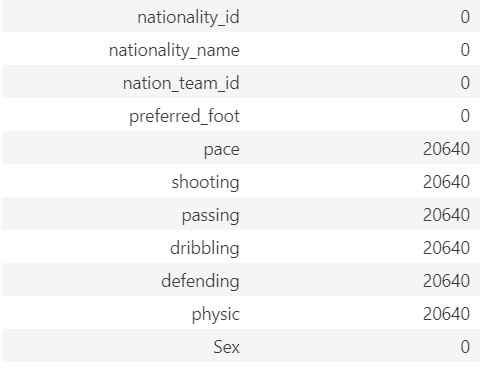 nationality_id 0
nationality_name 0
nation_team_id 0
preferred_foot 0
pace 20640
shooting 20640
passing 20640
dribbling 20640
defending 20640
physic 20640
Sex 0